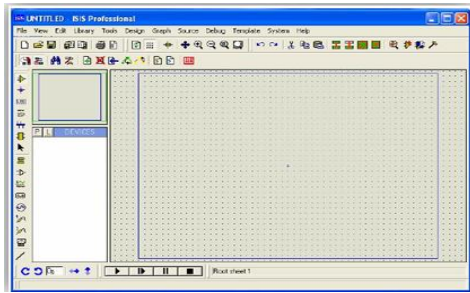 UNTITLED - ISIS Professional
File View Edit Library Tools Design Graph Source Debug Template System Help
P L DEVICES
Root sheet 1